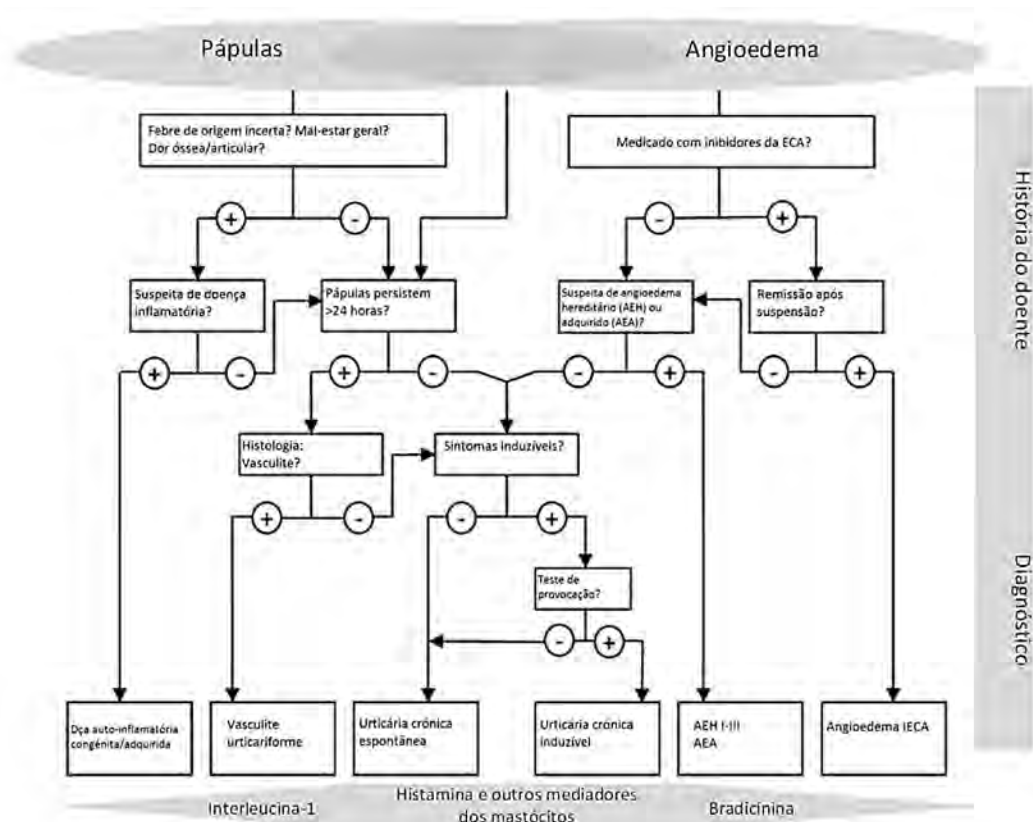 Pápulas
Angioedema
Febre de origem incerta? Mal-estar geral?
Dor óssea/articular?
Medicado com inibidores da ECA?
+
-
-
+
Suspeita de doença
inflamatória?
Pápulas persistem
>24 horas?
Suspeita de angioedema
hereditário (AEH) ou
adquirido (AEA)?
Remissão após
suspensão?
+
-
+
-
-
+
-
+
Histologia:
Vasculite?
Sintomas induzíveis?
+
-
-
+
Teste de
provocação?
-
+
Dça auto-inflamatória
congénita/adquirida
Vasculite
urticariforme
Urticária crónica
espontânea
Urticária crónica
induzível
AEH I-III
AEA
Angioedema IECA
Interleucina-1
Histamina e outros mediadores
dos mastócitos
Bradicinina
História do doente
Diagnóstico